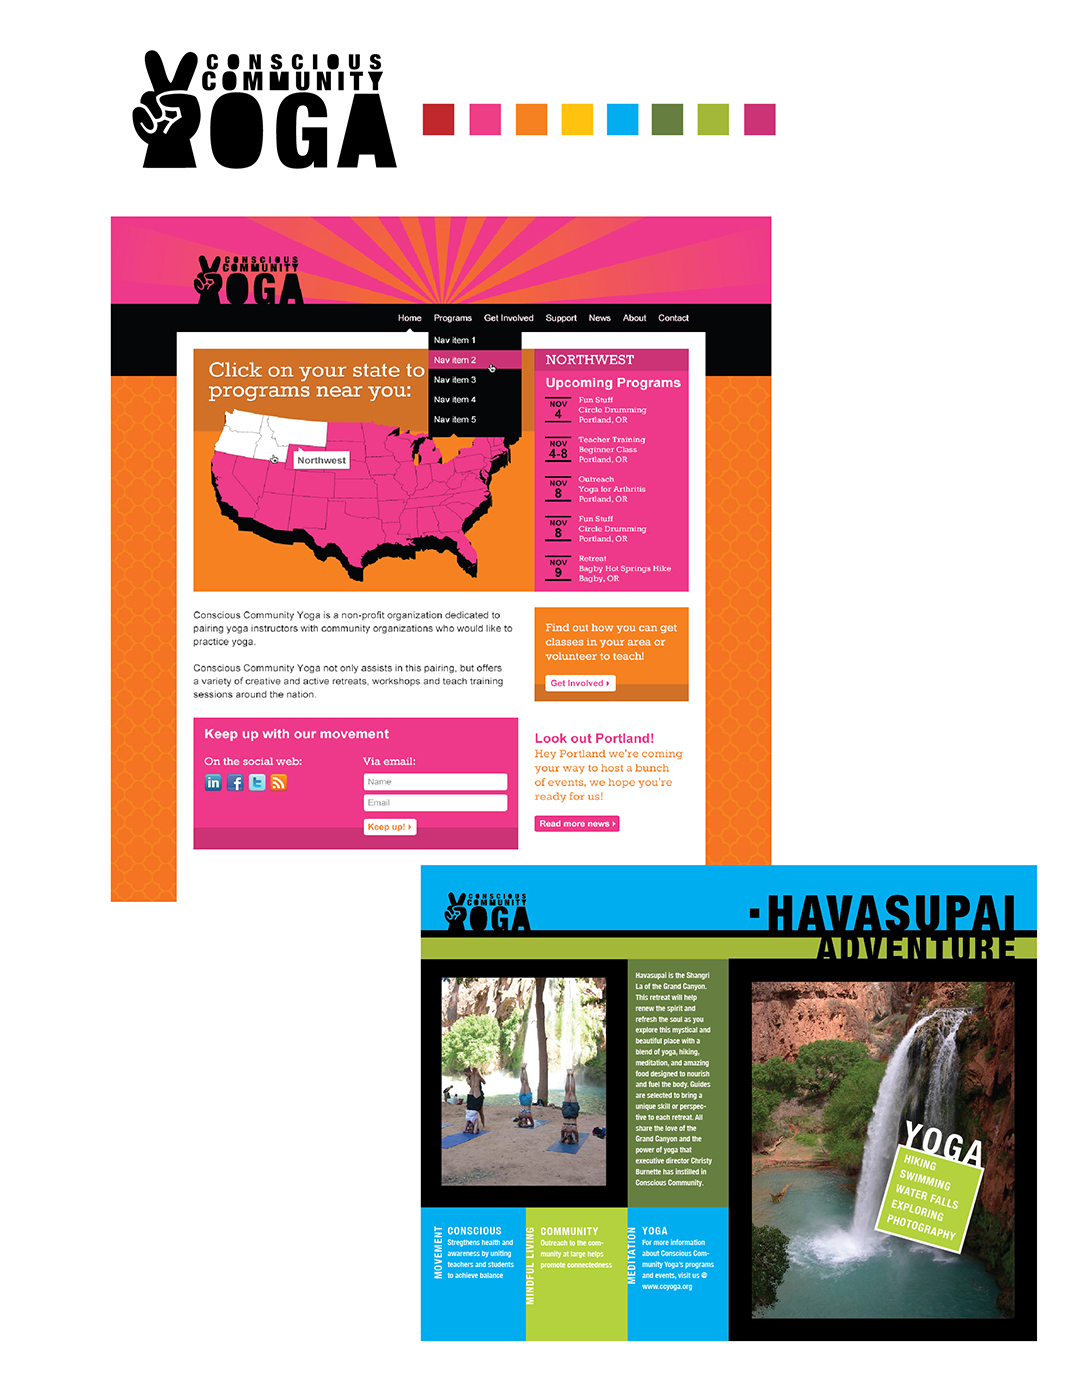 CONSCIOUS
COMMUNITY
YOGA
CONSCIOUS
COMMUNITY
YOGA
Home Programs Get Involved Support News About Contact
Nav item 1
Nav item 2
Nav item 3
Nav item 4
Nav item 5
Click on your state to
programs near you:
Northwest
NORTHWEST
Upcoming Programs
NOV
4
Fun Stuff
Circle Drumming
Portland, OR
NOV
4-8
Teacher Training
Beginner Class
Portland, OR
NOV
8
Outreach
Yoga for Arthritis
Portland, OR
NOV
8
Fun Stuff
Circle Drumming
Portland, OR
NOV
9
Retreat
Bagby Hot Springs Hike
Bagby, OR
Conscious Community Yoga is a non-profit organization dedicated to
pairing yoga instructors with community organizations who would like to
practice yoga.
Conscious Community Yoga not only assists in this pairing, but offers
a variety of creative and active retreats, workshops and teach training
sessions around the nation.
Find out how you can get
classes in your area or
volunteer to teach!
Get Involved
Keep up with our movement
On the social web:
in f t
Via email:
Name
Email
Keep up!
Look out Portland!
Hey Portland we're coming
your way to host a bunch
of events, we hope you're
ready for us!
Read more news
CONSCIOUS
COMMUNITY
YOGA
HAVASUPAI
ADVENTURE
Havasupai is the Shangri
La of the Grand Canyon.
This retreat will help
renew the spirit and
refresh the soul as you
explore this mystical and
beautiful place with a
blend of yoga, hiking,
meditation, and amazing
food designed to nourish
and fuel the body. Guides
are selected to bring a
unique skill or perspec-
tive to each retreat. All
share the love of the
Grand Canyon and the
power of yoga that
executive director Christy
Burnette has instilled in
Conscious Community.
YOGA
HIKING
SWIMMING
WATER FALLS
EXPLORING
PHOTOGRAPHY
MOVEMENT
CONSCIOUS
Stregthens health and
awareness by uniting
teachers and students
to achieve balance
MINDFUL LIVING
COMMUNITY
Outreach to the com-
munity at large helps
promote connectedness
MEDITATION
YOGA
For more information
about Conscious Com-
munity Yoga's programs
and events, visit us @
www.ccyoga.org